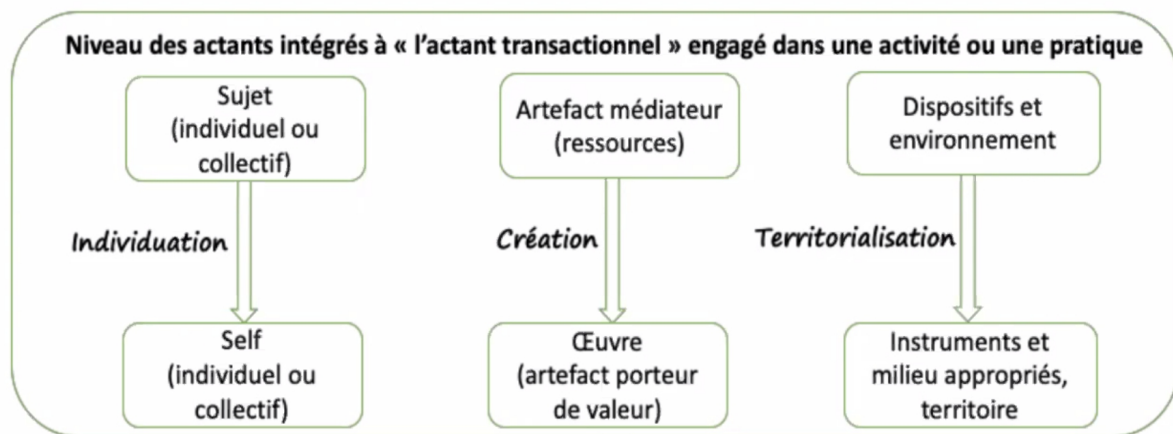 Niveau des actants intégrés à « l'actant transactionnel » engagé dans une activité ou une pratique
Sujet
(individuel ou
collectif)
Artefact médiateur
(ressources)
Dispositifs et
environnement
Individuation
Création
Territorialisation
Self
(individuel ou
collectif)
Œuvre
(artefact porteur
de valeur)
Instruments et
milieu appropriés,
territoire